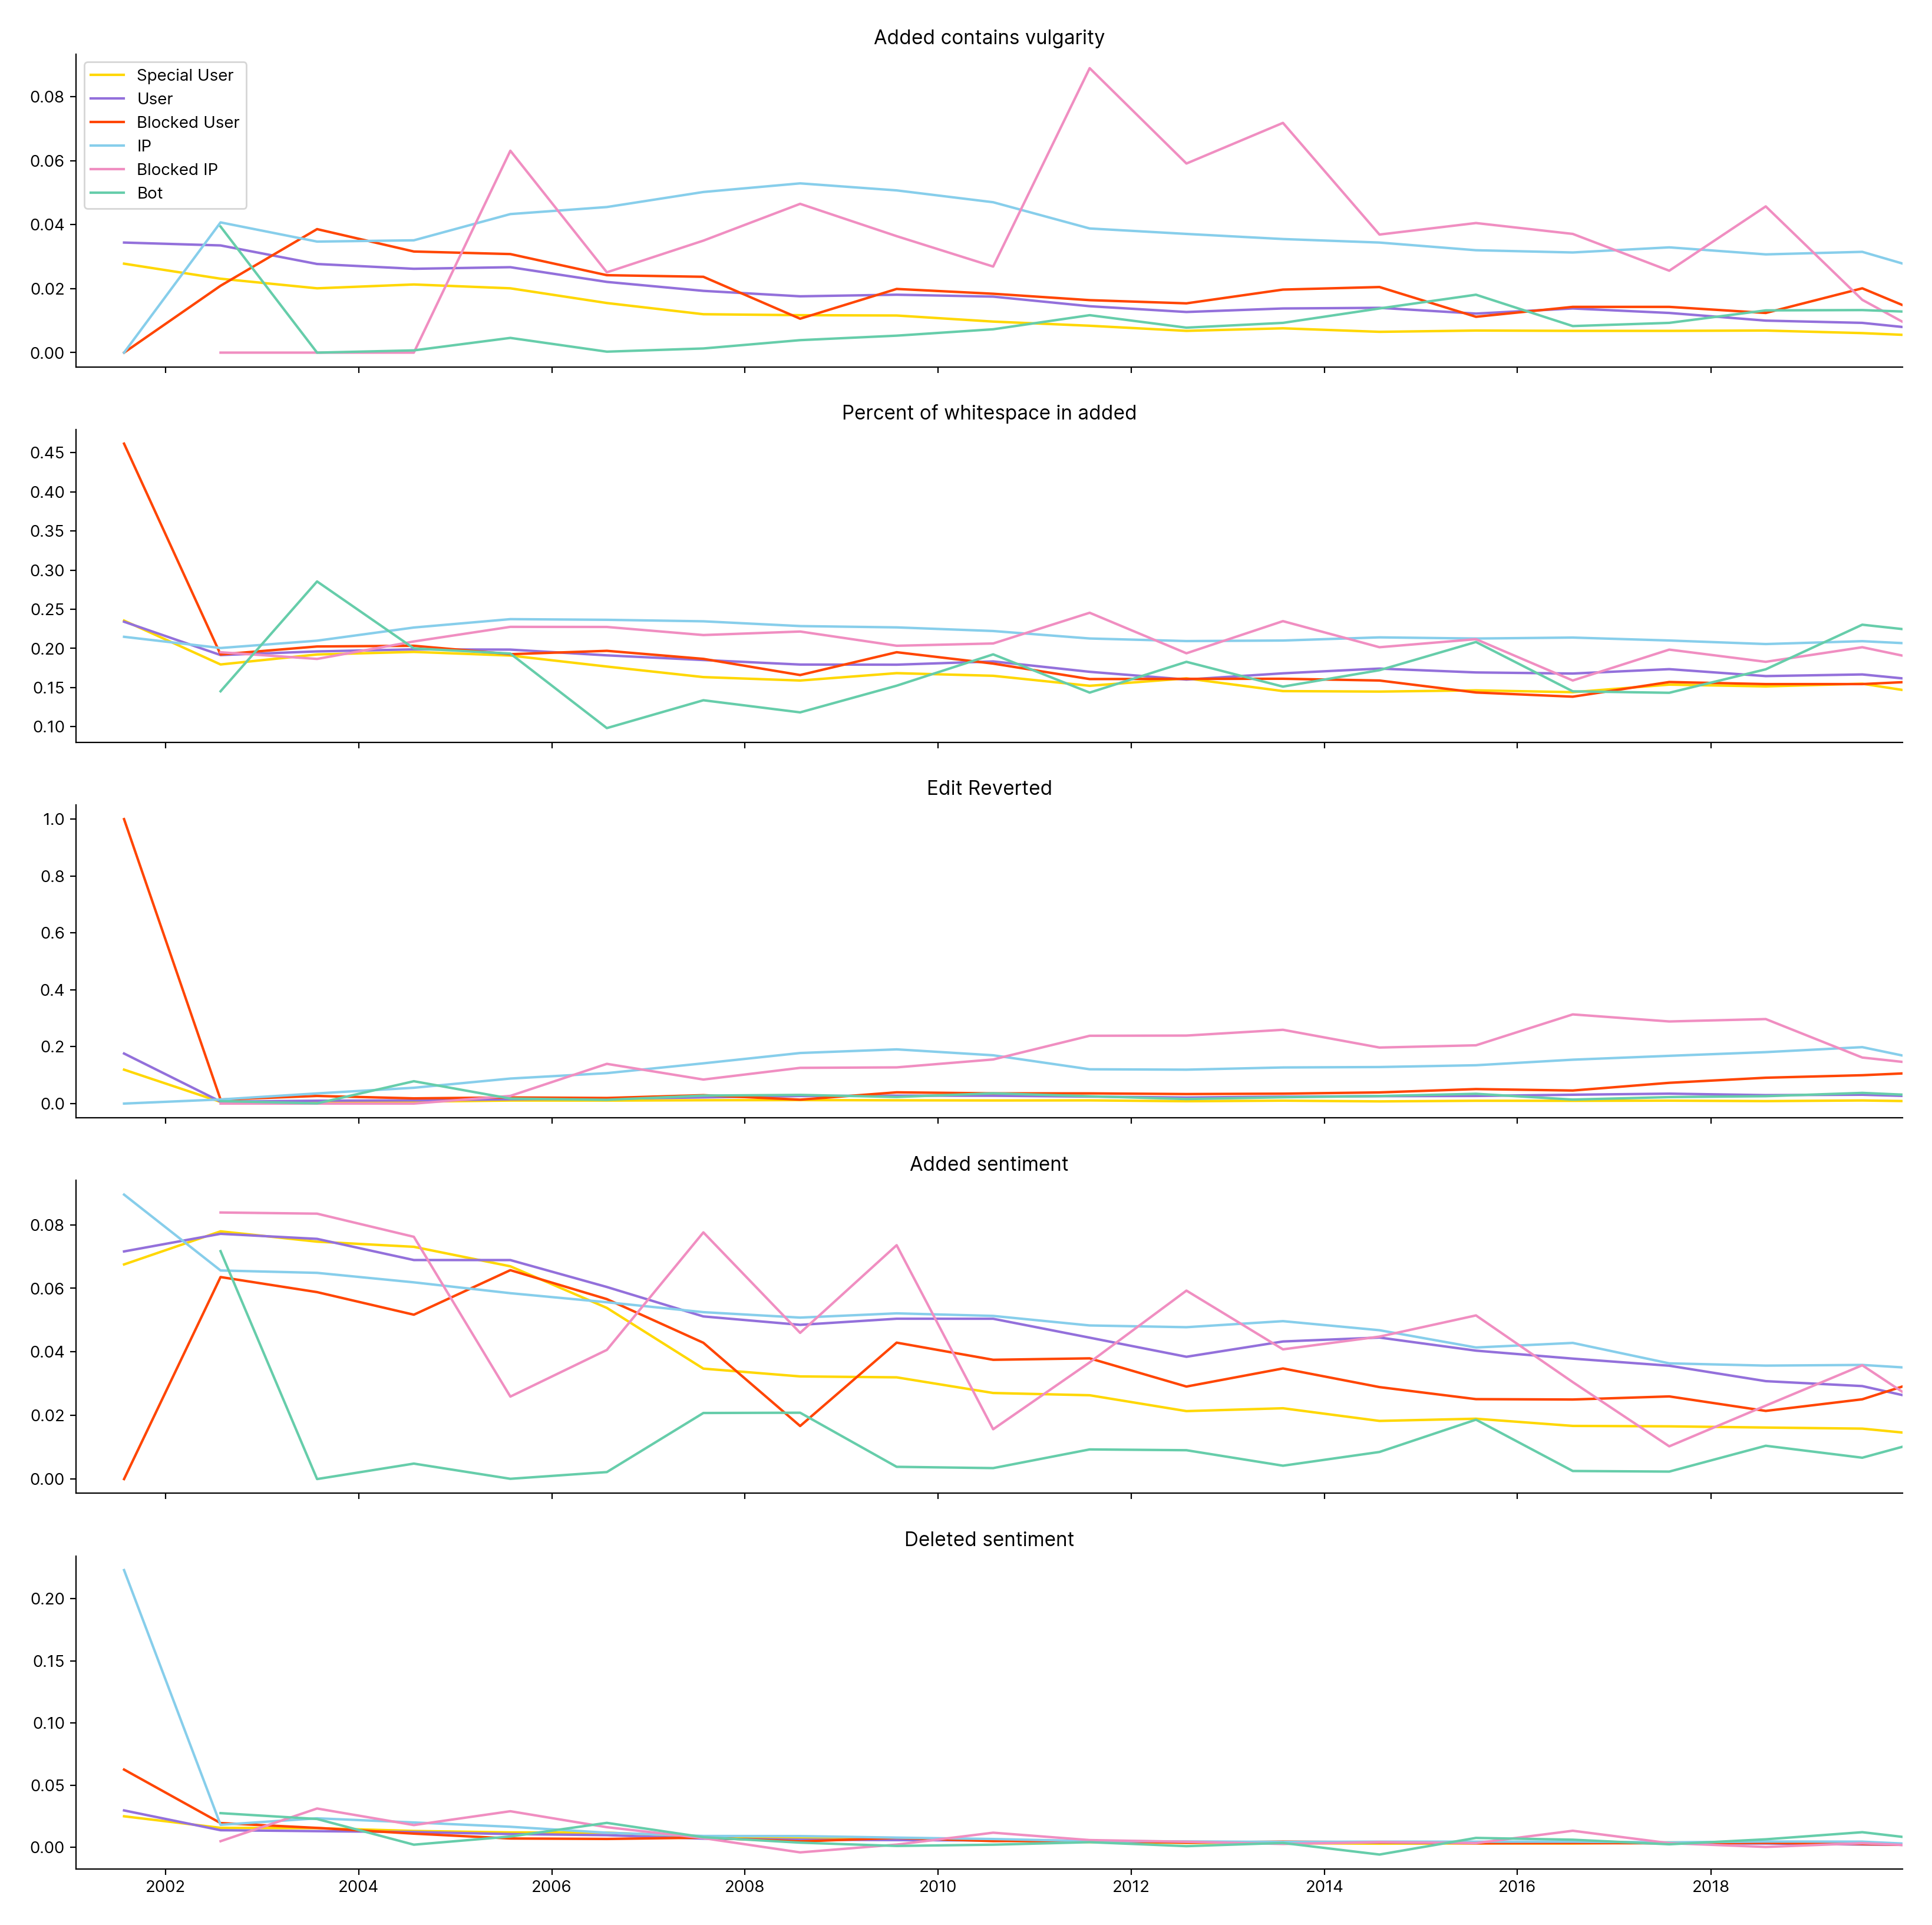 Added contains vulgarity
Special User
User
Blocked User
IP
Blocked IP
Bot
0.08
0.06
0.04
0.02
0.00
Percent of whitespace in added
0.45
0.40
0.35
0.30
0.25
0.20
0.15
0.10
Edit Reverted
1.0
0.8
0.6
0.4
0.2
0.0
Added sentiment
0.08
0.06
0.04
0.02
0.00
Deleted sentiment
0.20
0.15
0.10
0.05
0.00
2002 2004 2006 2008 2010 2012 2014 2016 2018